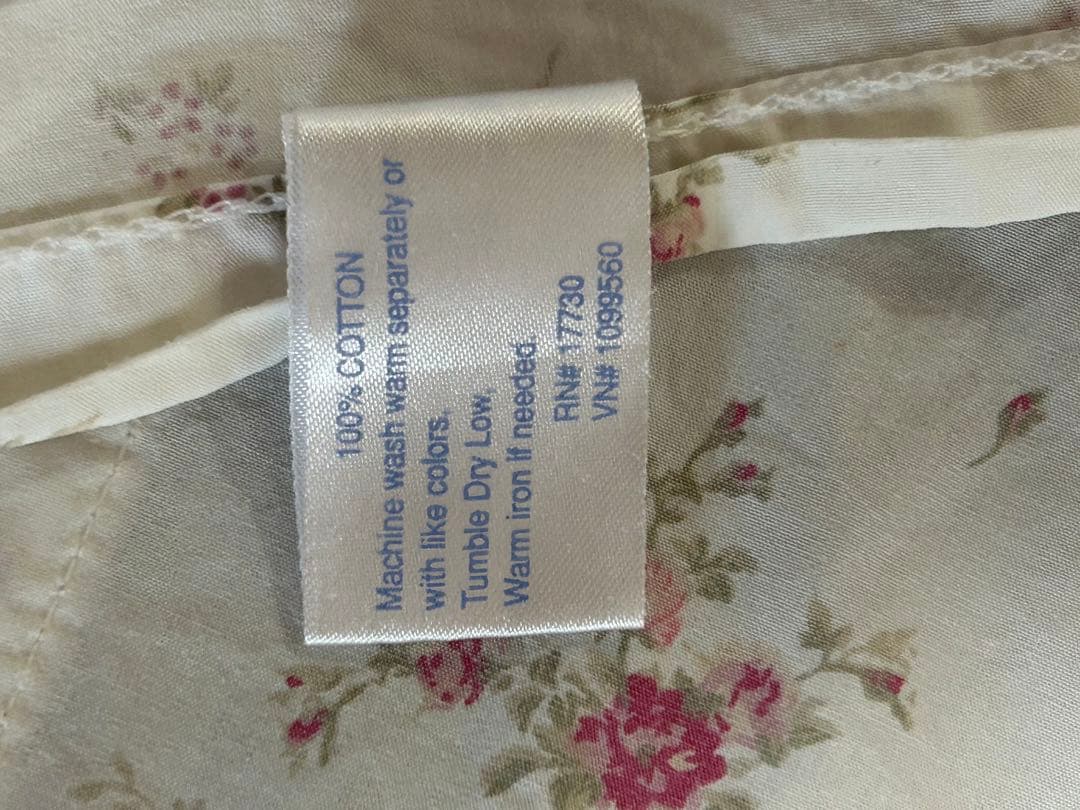 100% COTTON
Machine wash warm separately or
with like colors.
Tumble Dry Low,
Warm iron if needed.
RN# 17730
VN# 1099560